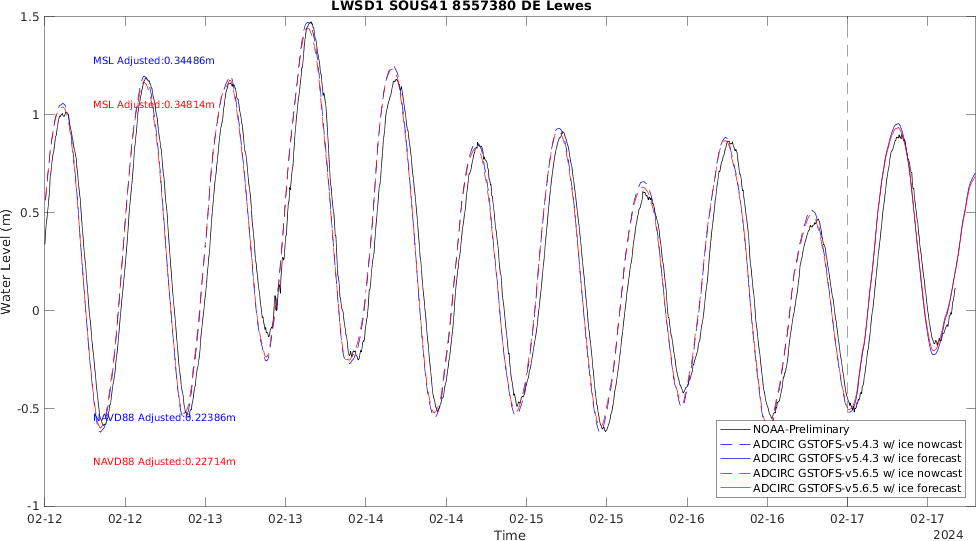 LWSD1 SOUS41 8557380 DE Lewes
1.5
MSL Adjusted:0.34486m
MSL Adjusted:0.34814m
1
0.5
Water Level (m)
0
-0.5
NAVD88 Adjusted:0.22386m
NAVD88 Adjusted:0.22714m
NOAA-Preliminary
ADCIRC GSTOFS-v5.4.3 w/ ice nowcast
ADCIRC GSTOFS-v5.4.3 w/ ice forecast
ADCIRC GSTOFS-v5.6.5 w/ ice nowcast
ADCIRC GSTOFS-v5.6.5 w/ ice forecast
-1
02-12 02-12 02-13 02-13 02-14 02-14 02-15 02-15 02-16 02-16 02-17 02-17
Time
2024